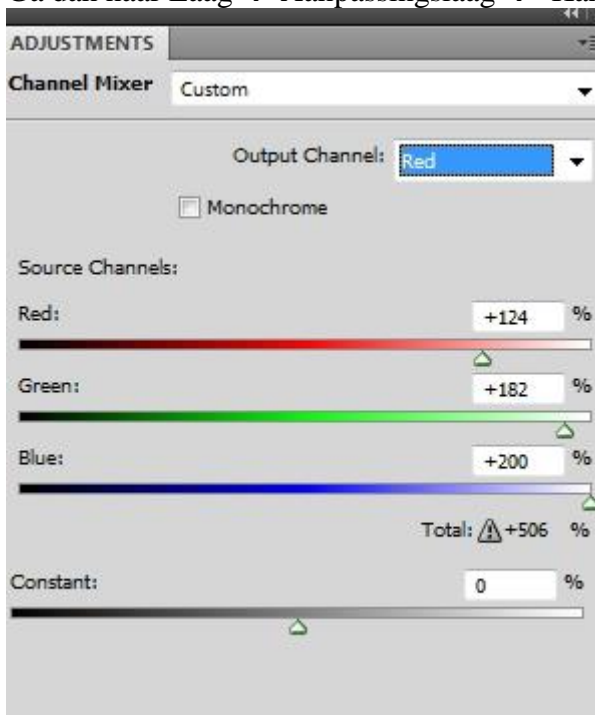 ADJUSTMENTS
Channel Mixer Custom
Output Channel: Red
Monochrome
Source Channels:
Red: +124 %
Green: +182 %
Blue: +200 %
Total: +506 %
Constant: 0 %